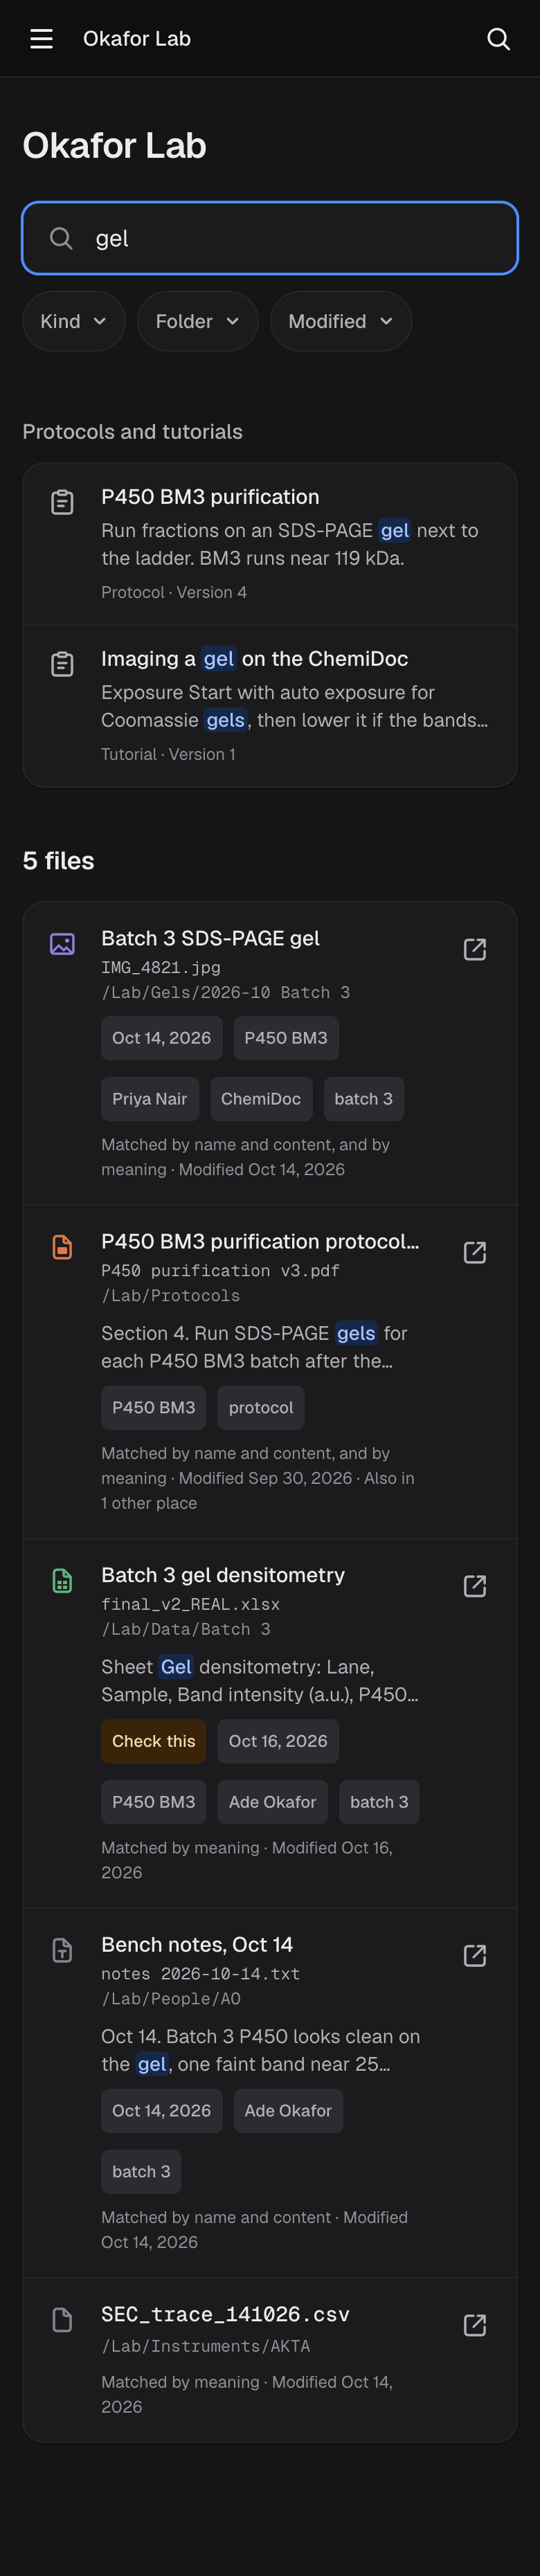 Okafor Lab
Okafor Lab
gel
Kind
Folder
Modified
Protocols and tutorials
P450 BM3 purification
Run fractions on an SDS-PAGE gel next to
the ladder. BM3 runs near 119 kDa.
Protocol · Version 4
Imaging a gel on the ChemiDoc
Exposure Start with auto exposure for
Coomassie gels, then lower it if the bands...
Tutorial · Version 1
5 files
Batch 3 SDS-PAGE gel
IMG_4821.jpg
/Lab/Gels/2026-10 Batch 3
Oct 14, 2026
P450 BM3
Priya Nair
ChemiDoc
batch 3
Matched by name and content, and by
meaning · Modified Oct 14, 2026
P450 BM3 purification protocol...
P450 purification v3.pdf
/Lab/Protocols
Section 4. Run SDS-PAGE gels for
each P450 BM3 batch after the...
P450 BM3
protocol
Matched by name and content, and by
meaning · Modified Sep 30, 2026 · Also in
1 other place
Batch 3 gel densitometry
final_v2_REAL.xlsx
/Lab/Data/Batch 3
Sheet Gel densitometry: Lane,
Sample, Band intensity (a.u.), P450...
Check this
Oct 16, 2026
P450 BM3
Ade Okafor
batch 3
Matched by meaning · Modified Oct 16,
2026
Bench notes, Oct 14
notes 2026-10-14.txt
/Lab/People/AO
Oct 14. Batch 3 P450 looks clean on
the gel, one faint band near 25...
Oct 14, 2026
Ade Okafor
batch 3
Matched by name and content · Modified
Oct 14, 2026
SEC_trace_141026.csv
/Lab/Instruments/AKTA
Matched by meaning · Modified Oct 14,
2026